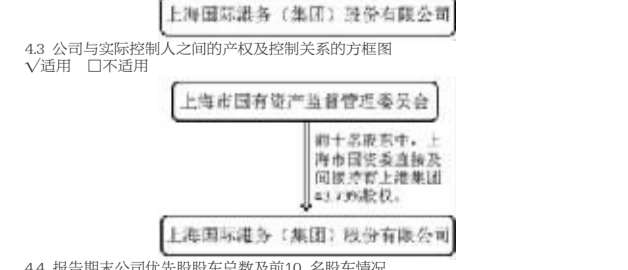 上海国际港务（集团）股份有限公司
4.3 公司与实际控制人之间的产权及控制关系的方框图
√适用 □不适用
上海市国有资产监督管理委员会
前十名股东中，上
海市国资委直接及
间接持有上港集团
股权。
上海国际港务（集团）股份有限公司
4.4 报告期末公司优先股股东总数及前10 名股东情况